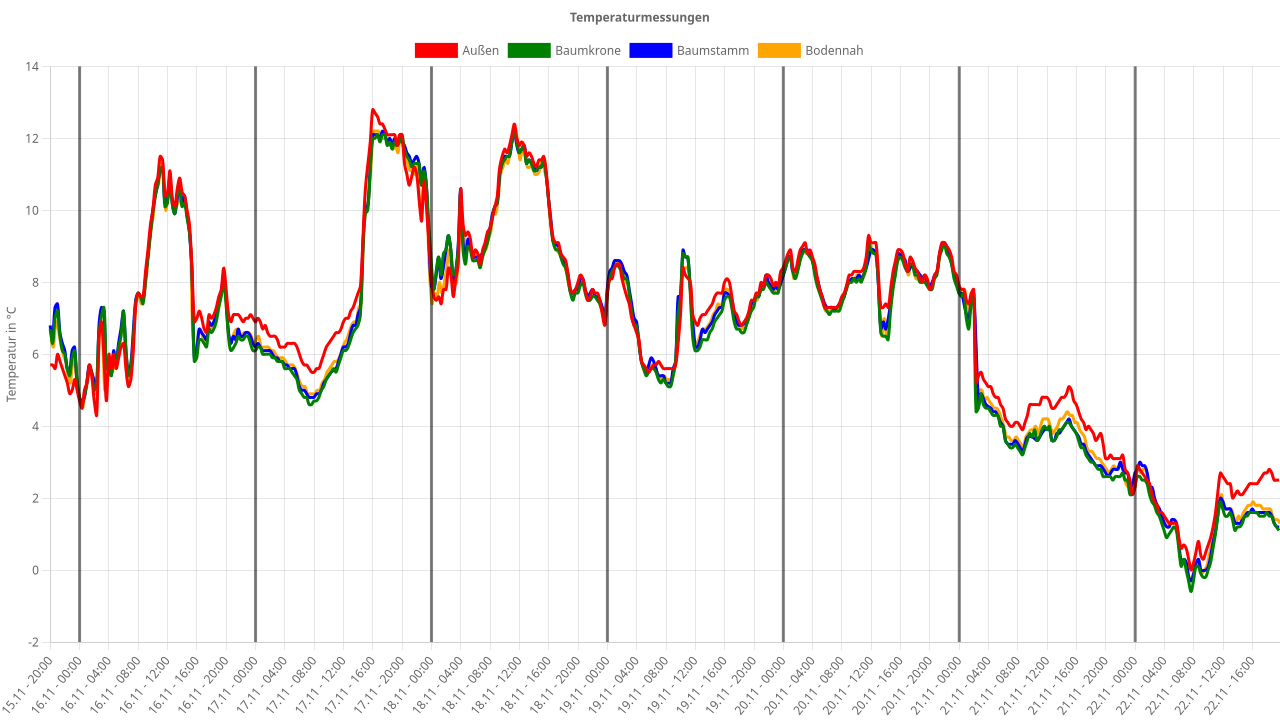 Temperaturmessungen
Außen Baumkrone Baumstamm Bodennah
Temperatur in °C
14
12
10
8
6
4
2
0
-2
15.11 - 20:00
16.11 - 00:00
16.11 - 04:00
16.11 - 08:00
16.11 - 12:00
16.11 - 16:00
16.11 - 20:00
17.11 - 00:00
17.11 - 04:00
17.11 - 08:00
17.11 - 12:00
17.11 - 16:00
17.11 - 20:00
18.11 - 00:00
18.11 - 04:00
18.11 - 08:00
18.11 - 12:00
18.11 - 16:00
18.11 - 20:00
19.11 - 00:00
19.11 - 04:00
19.11 - 08:00
19.11 - 12:00
19.11 - 16:00
19.11 - 20:00
20.11 - 00:00
20.11 - 04:00
20.11 - 08:00
20.11 - 12:00
20.11 - 16:00
20.11 - 20:00
21.11 - 00:00
21.11 - 04:00
21.11 - 08:00
21.11 - 12:00
21.11 - 16:00
21.11 - 20:00
22.11 - 00:00
22.11 - 04:00
22.11 - 08:00
22.11 - 12:00
22.11 - 16:00